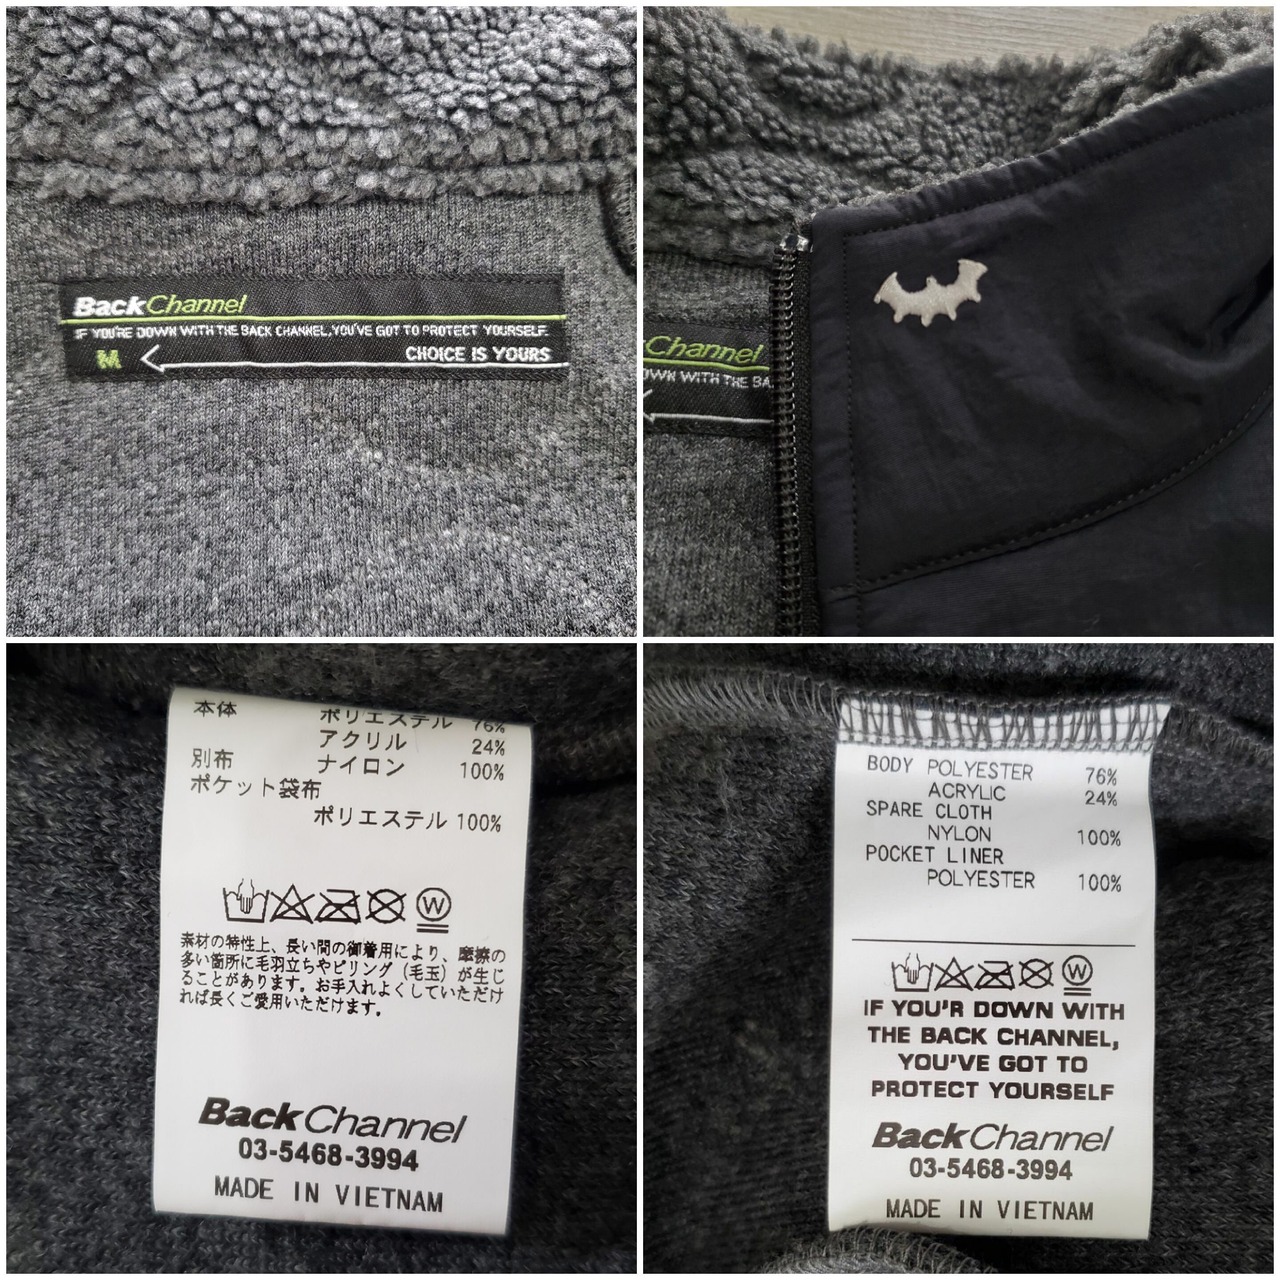 BackChannel
IF YOU'RE DOWN WITH THE BACK CHANNEL, YOU'VE GOT TO PROTECT YOURSELF.
M CHOICE IS YOURS
Channel
DOWN WITH THE BA
本体 ポリエステル 76%
アクリル 24%
別布 ナイロン 100%
ポケット袋布
ポリエステル 100%
W
素材の特性上、長い間の御着用により、摩擦の
多い箇所に毛羽立ちやピリング(毛玉)が生じ
ることがあります。お手入れよくしていただけ
れば長くご愛用いただけます。
BackChannel
03-5468-3994
MADE IN VIETNAM
BODY POLYESTER 76%
ACRYLIC 24%
SPARE CLOTH
NYLON 100%
POCKET LINER
POLYESTER 100%
W
IF YOU'R DOWN WITH
THE BACK CHANNEL,
YOU'VE GOT TO
PROTECT YOURSELF
BackChannel
03-5468-3994
MADE IN VIETNAM